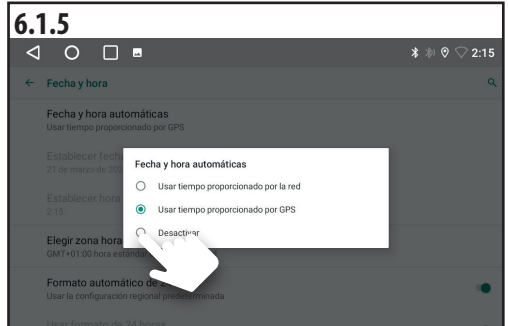 6.1.5
2:15
Fecha y hora
Fecha y hora automáticas
Usar tiempo proporcionado por GPS
Establecer fecha
21 de marzo de 202
Establecer hora
2:15
Fecha y hora automáticas
Usar tiempo proporcionado por la red
Usar tiempo proporcionado por GPS
Desactivar
Elegir zona hora
GMT+01:00 hora estándar
Formato automático de 2
Usar la configuración regional predeterminada
Usar formato de 24 horas